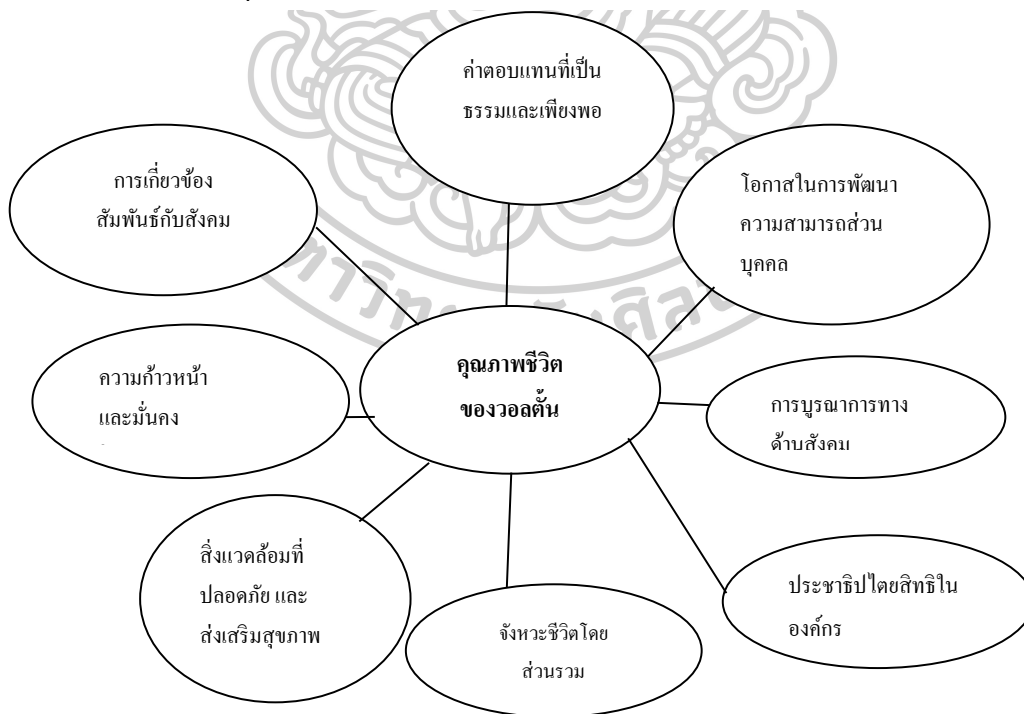 ค่าตอบแทนที่เป็น
ธรรมและเพียงพอ
การเกี่ยวข้อง
สัมพันธ์กับสังคม
โอกาสในการพัฒนา
ความสามารถส่วน
บุคคล
คุณภาพชีวิต
ของวอลตั้น
ความก้าวหน้า
และมั่นคง
การบูรณาการทาง
ด้านสังคม
สิ่งแวดล้อมที่
ปลอดภัย และ
ส่งเสริมสุขภาพ
จังหวะชีวิตโดย
ส่วนรวม
ประชาธิปไตยสิทธิใน
องค์กร